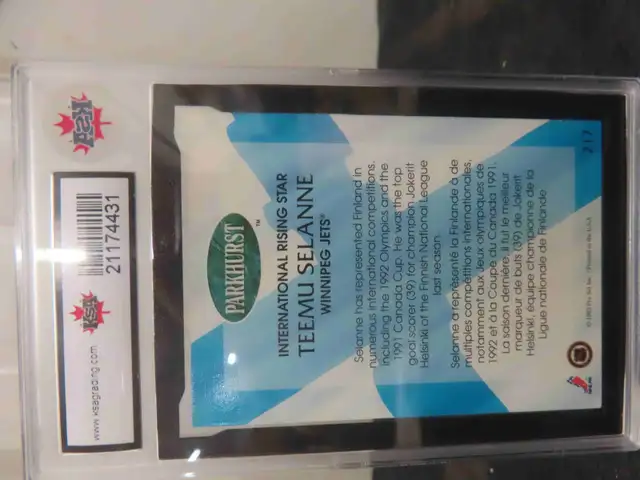 KSA
21174431
KSA
www.ksagrading.com
PARKHURST™
INTERNATIONAL RISING STAR
TEEMU SELANNE
WINNIPEG JETS®
Selanne has represented Finland in
numerous international competitions,
including the 1992 Olympics and the
1991 Canada Cup. He was the top
goal scorer (39) for champion Jokerit
Helsinki of the Finnish National League
last season.
Selanne a représenté la Finlande à de
multiples compétitions internationales,
notamment aux Jeux olympiques de
1992 et à la Coupe du Canada 1991.
La saison dernière, il fut le meilleur
marqueur de buts (39) de Jokerit
Helsinki, équipe championne de la
Ligue nationale de Finlande
217